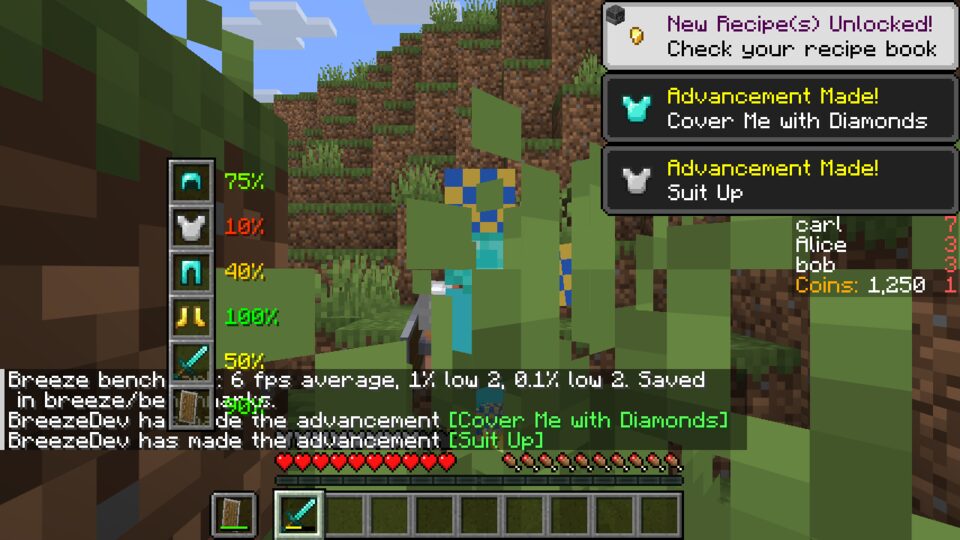 New Recipe(s) Unlocked!
Check your recipe book
Advancement Made!
Cover Me with Diamonds
Advancement Made!
Suit Up
carl 7
Alice 3
bob 3
Coins: 1,250 1
75%
10%
40%
100%
50%
90%
Breeze bench : 6 fps average, 1% low 2, 0.1% low 2. Saved
in breeze/be
BreezeDev ha de the advancement [Cover Me with Diamonds]
BreezeDev has made the advancement [Suit Up]